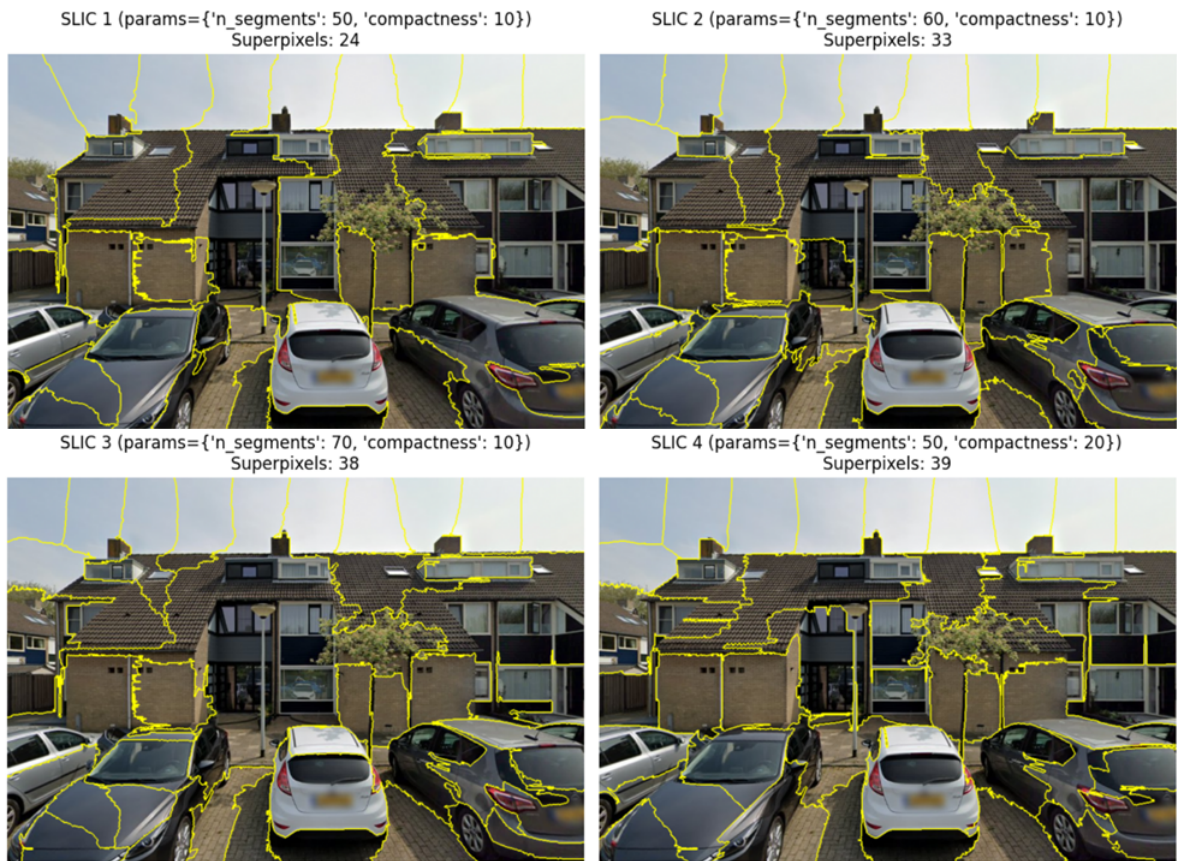 SLIC 1 (params={'n_segments': 50, 'compactness': 10})
Superpixels: 24
SLIC 2 (params={'n_segments': 60, 'compactness': 10})
Superpixels: 33
SLIC 3 (params={'n_segments': 70, 'compactness': 10})
Superpixels: 38
SLIC 4 (params={'n_segments': 50, 'compactness': 20})
Superpixels: 39